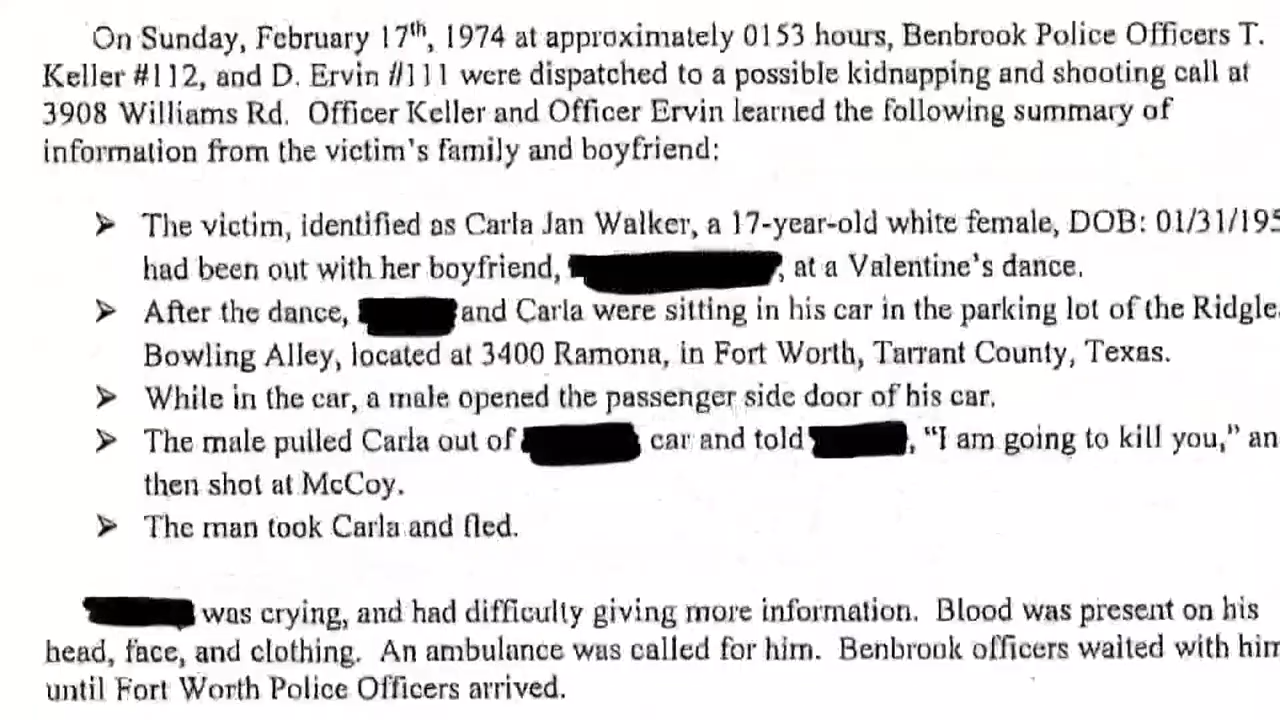 On Sunday, February 17th, 1974 at approximately 0153 hours, Benbrook Police Officers T.
Keller #112, and D. Ervin #111 were dispatched to a possible kidnapping and shooting call at
3908 Williams Rd. Officer Keller and Officer Ervin learned the following summary of
information from the victim's family and boyfriend:
➤ The victim, identified as Carla Jan Walker, a 17-year-old white female, DOB: 01/31/195
had been out with her boyfriend, , at a Valentine's dance.
➤ After the dance, and Carla were sitting in his car in the parking lot of the Ridgle
Bowling Alley, located at 3400 Ramona, in Fort Worth, Tarrant County, Texas.
➤ While in the car, a male opened the passenger side door of his car.
➤ The male pulled Carla out of car and told , “I am going to kill you,” an
then shot at McCoy.
➤ The man took Carla and fled.
was crying, and had difficulty giving more information. Blood was present on his
head, face, and clothing. An ambulance was called for him. Benbrook officers waited with him
until Fort Worth Police Officers arrived.